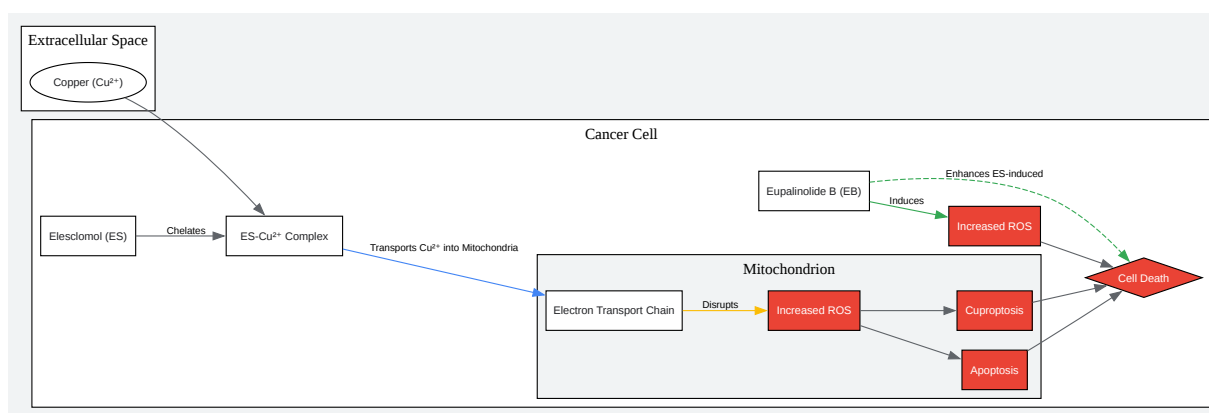 Extracellular Space
Copper (Cu²⁺)
Cancer Cell
Enhances ES-induced
Eupalinolide B (EB)
Induces
Increased ROS
Elesclomol (ES)
Chelates
ES-Cu²⁺ Complex
Transports Cu²⁺ into Mitochondria
Mitochondrion
Cell Death
Electron Transport Chain
Disrupts
Increased ROS
Cuproptosis
Apoptosis